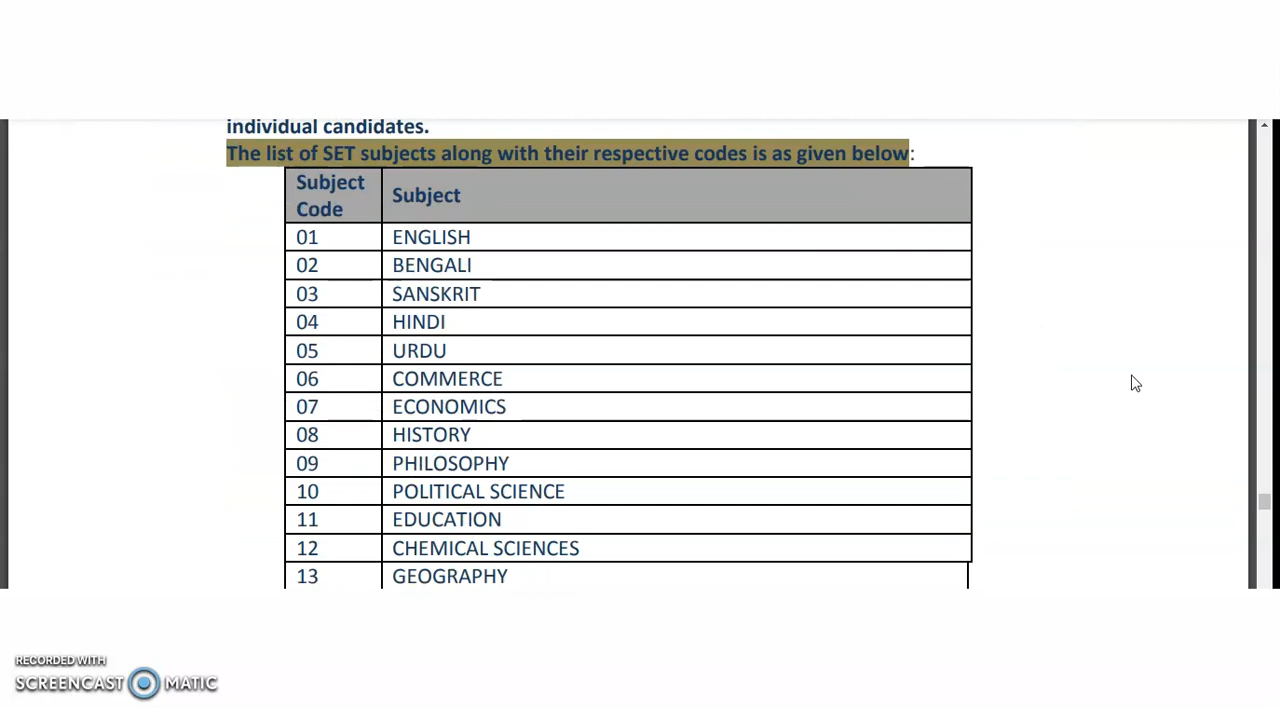 individual candidates.
The list of SET subjects along with their respective codes is as given below:
Subject Code Subject
01 ENGLISH
02 BENGALI
03 SANSKRIT
04 HINDI
05 URDU
06 COMMERCE
07 ECONOMICS
08 HISTORY
09 PHILOSOPHY
10 POLITICAL SCIENCE
11 EDUCATION
12 CHEMICAL SCIENCES
13 GEOGRAPHY
RECORDED WITH
SCREENCAST MATIC